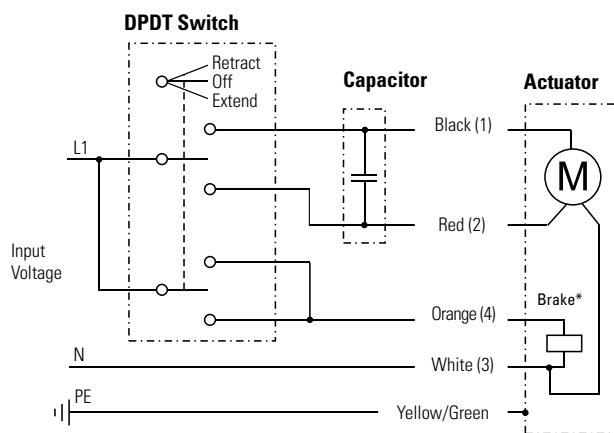 DPDT Switch
Retract
Off
Extend
Capacitor
Actuator
Black (1)
L1
M
Red (2)
Input
Voltage
Brake*
Orange (4)
N
White (3)
PE
Yellow/Green